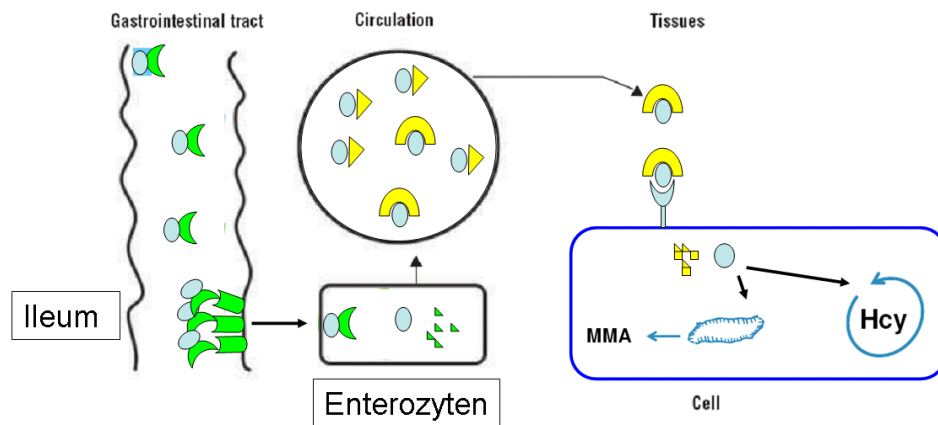 Gastrointestinal tract
Circulation
Tissues
Ileum
Enterozyten
MMA
Hcy
Cell